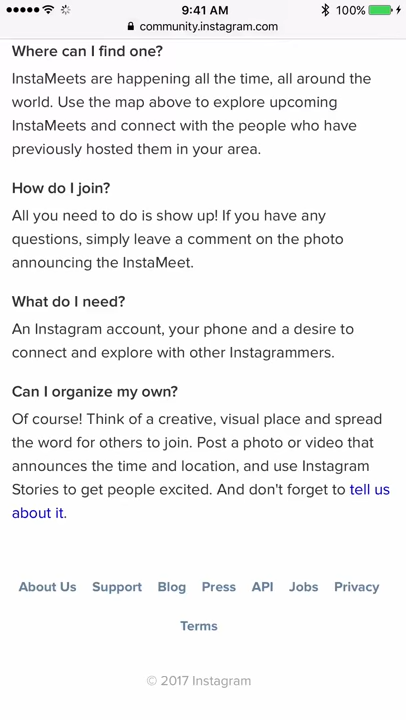 9:41 AM
100%
community.instagram.com
Where can I find one?
InstaMeets are happening all the time, all around the
world. Use the map above to explore upcoming
InstaMeets and connect with the people who have
previously hosted them in your area.
How do I join?
All you need to do is show up! If you have any
questions, simply leave a comment on the photo
announcing the InstaMeet.
What do I need?
An Instagram account, your phone and a desire to
connect and explore with other Instagrammers.
Can I organize my own?
Of course! Think of a creative, visual place and spread
the word for others to join. Post a photo or video that
announces the time and location, and use Instagram
Stories to get people excited. And don't forget to tell us
about it.
About Us Support Blog Press API Jobs Privacy
Terms
© 2017 Instagram